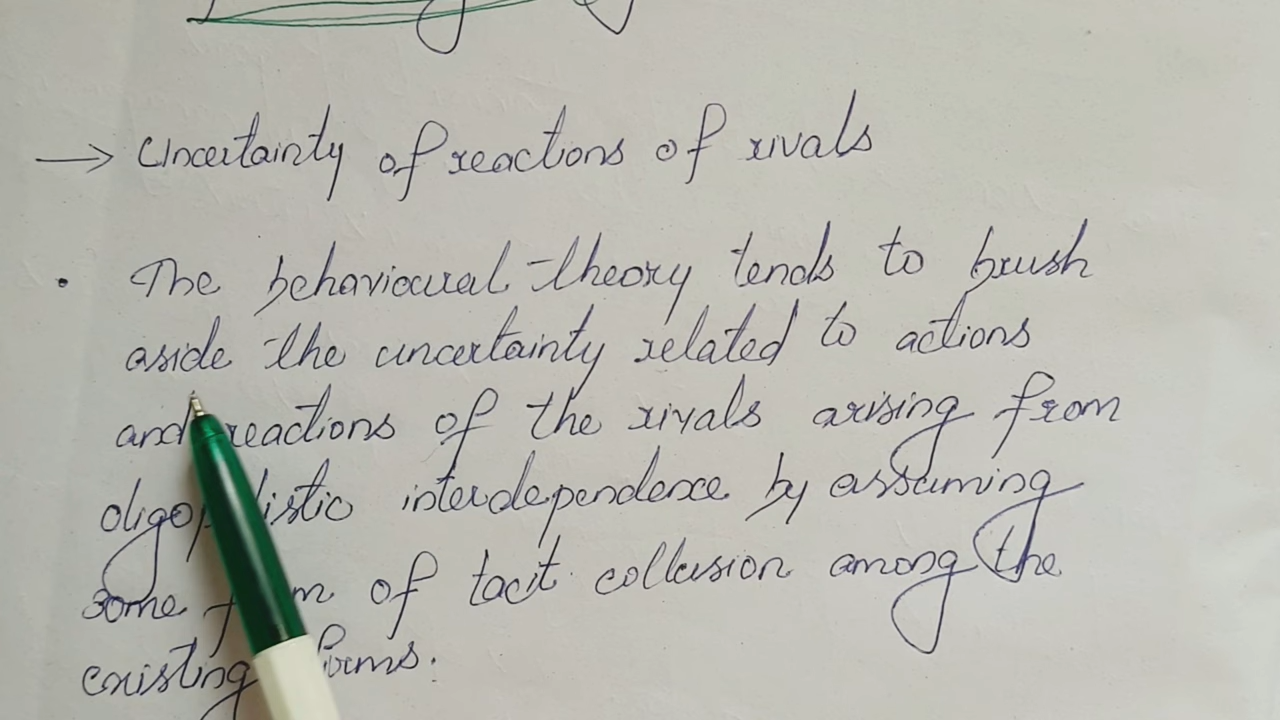 → Uncertainty of reactions of rivals
• The behavioural theory tends to brush
aside the uncertainty related to actions
and reactions of the rivals arising from
oligopolistic interdependence by assuming
some form of tacit collusion among the
existing firms.